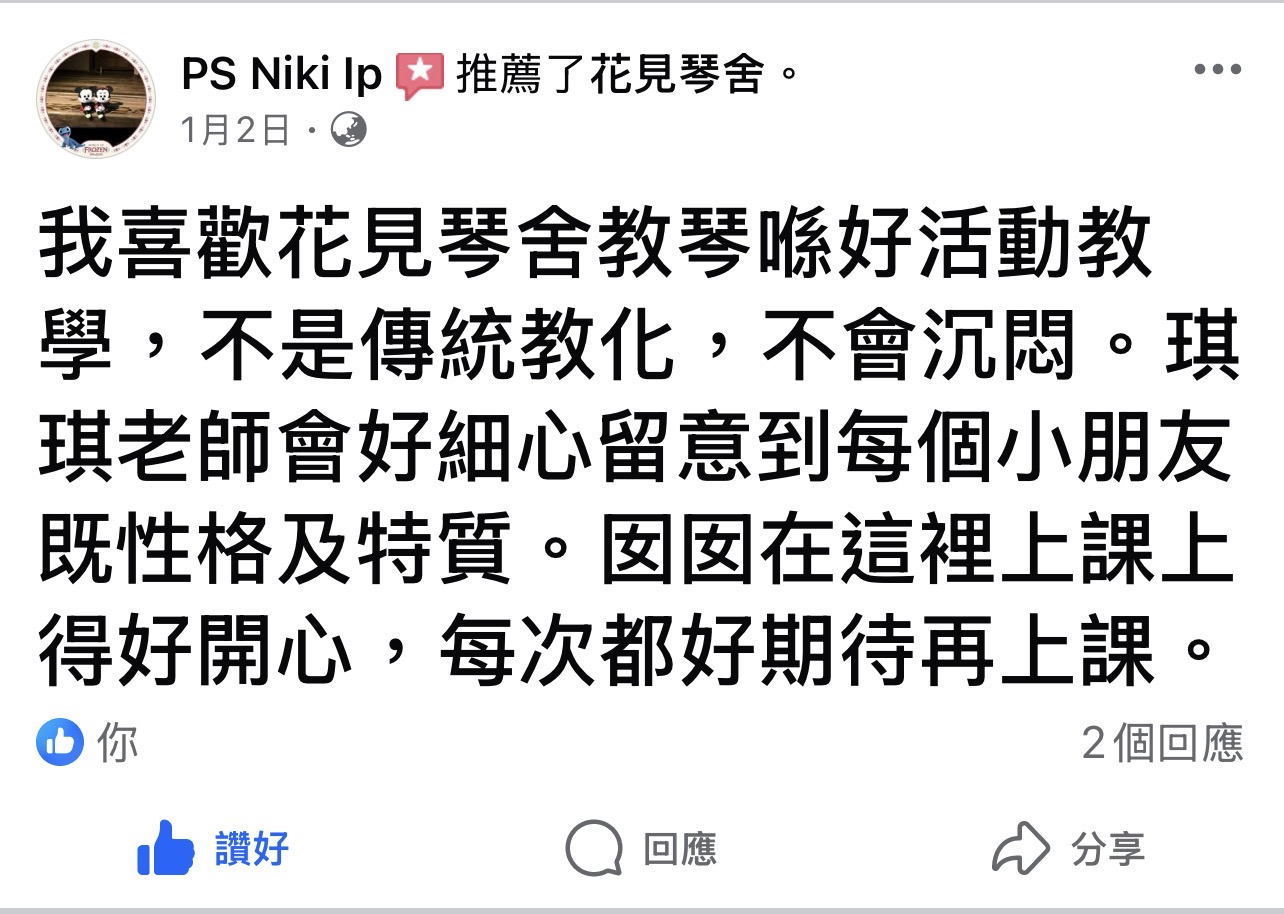 PS Niki Ip 推薦了花見琴舍。
1月2日 ·
我喜歡花見琴舍教琴喺好活動教
學，不是傳統教化，不會沉悶。琪
琪老師會好細心留意到每個小朋友
既性格及特質。囡囡在這裡上課上
得好開心，每次都好期待再上課。
你
2個回應
讚好
回應
分享
FROZEN